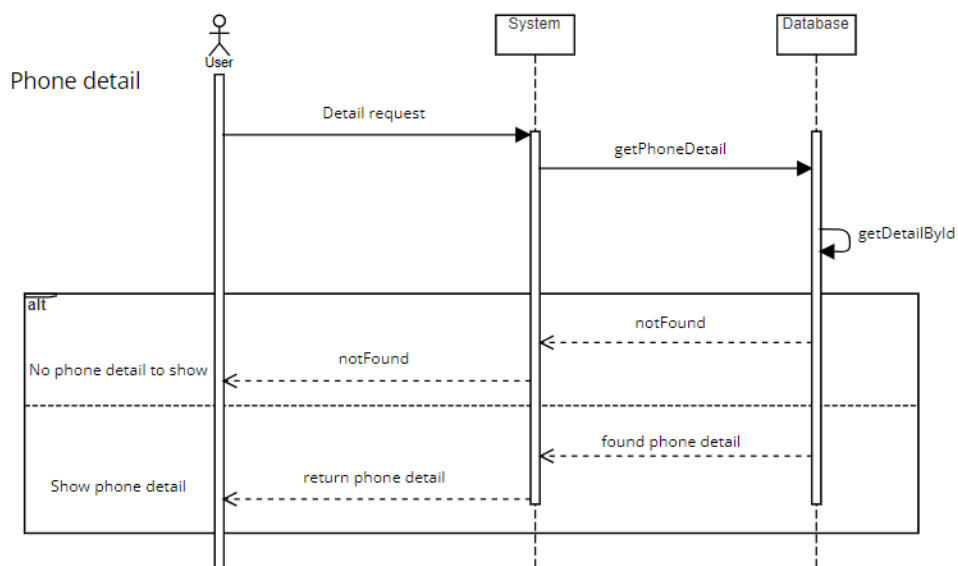 System
Database
User
Phone detail
Detail request
getPhoneDetail
getDetailById
alt
notFound
notFound
No phone detail to show
found phone detail
return phone detail
Show phone detail